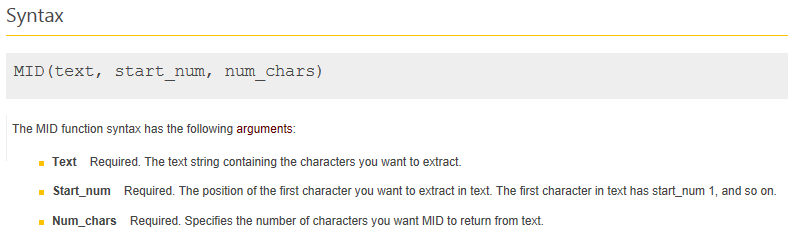 Syntax
MID(text, start_num, num_chars)
The MID function syntax has the following arguments:
Text Required. The text string containing the characters you want to extract.
Start_num Required. The position of the first character you want to extract in text. The first character in text has start_num 1, and so on.
Num_chars Required. Specifies the number of characters you want MID to return from text.